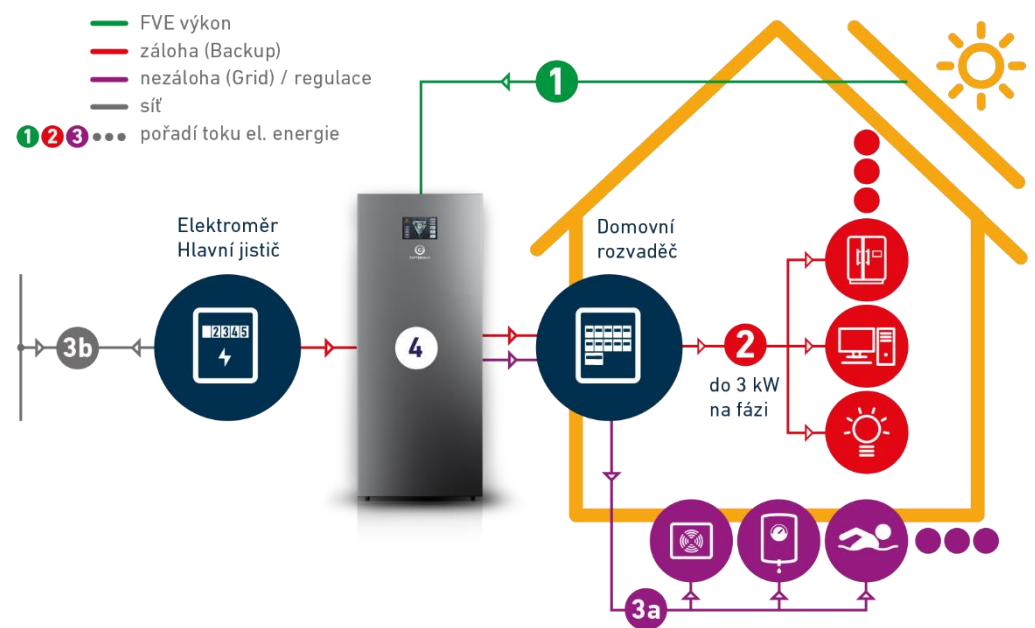 FVE výkon
záloha (Backup)
nezáloha (Grid) / regulace
síť
1 2 3 pořadí toku el. energie
1
Elektroměr
Hlavní jistič
Domovní
rozvaděč
3b
2345
4
2
do 3 kW
na fázi
3a